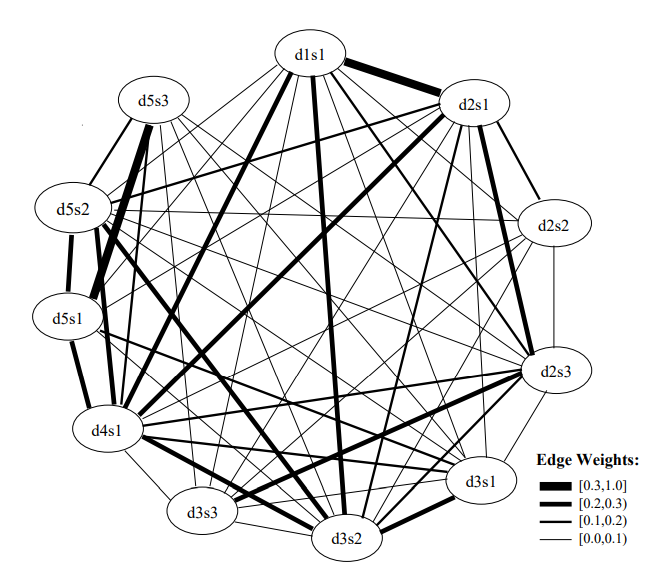 d1s1
d5s3
d2s1
d5s2
d2s2
d5s1
d2s3
d4s1
d3s1
d3s3
d3s2
Edge Weights:
[0.3,1.0]
[0.2,0.3)
[0.1,0.2)
[0.0,0.1)